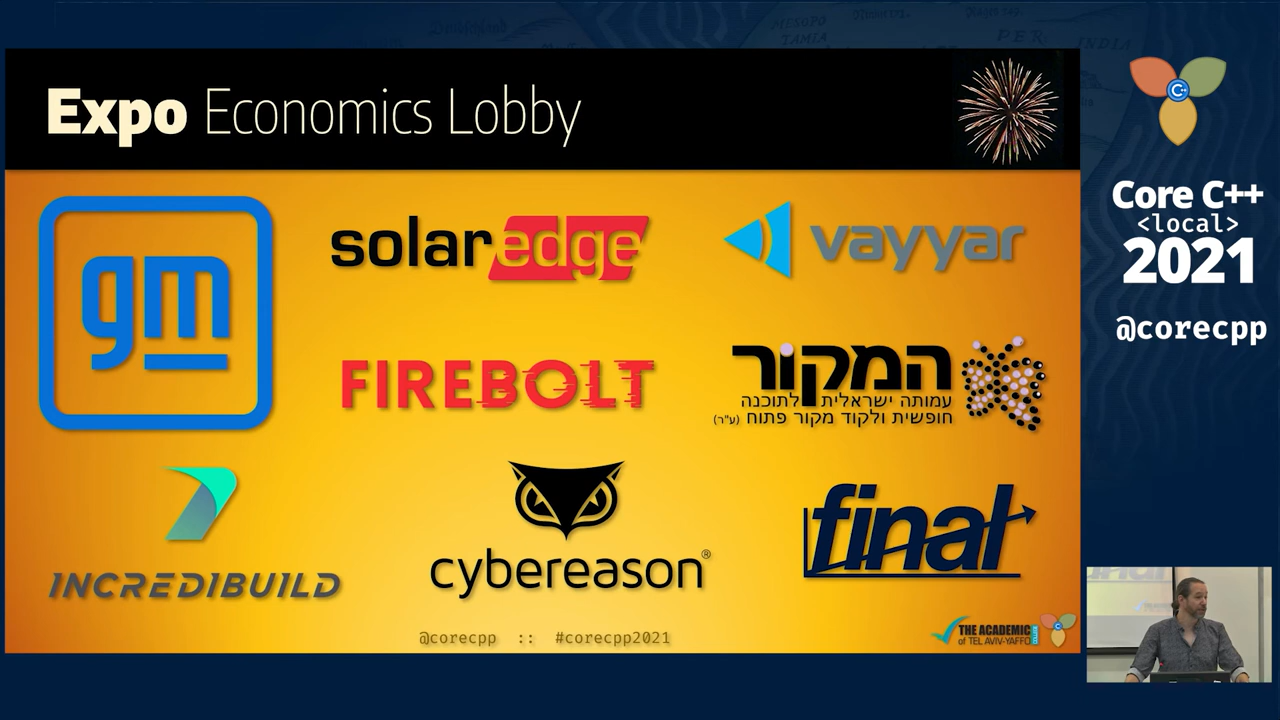 Expo Economics Lobby
gm
solaredge
vayyar
FIREBOLT
המקור
עמותה ישראלית לתוכנה
חופשית ולקוד מקור פתוח (ע"ר)
INCREDIBUILD
cybereason®
final
@corecpp :: #corecpp2021
THE ACADEMIC
of TEL AVIV-YAFFO
C++
Core C++
<local>
2021
@corecpp